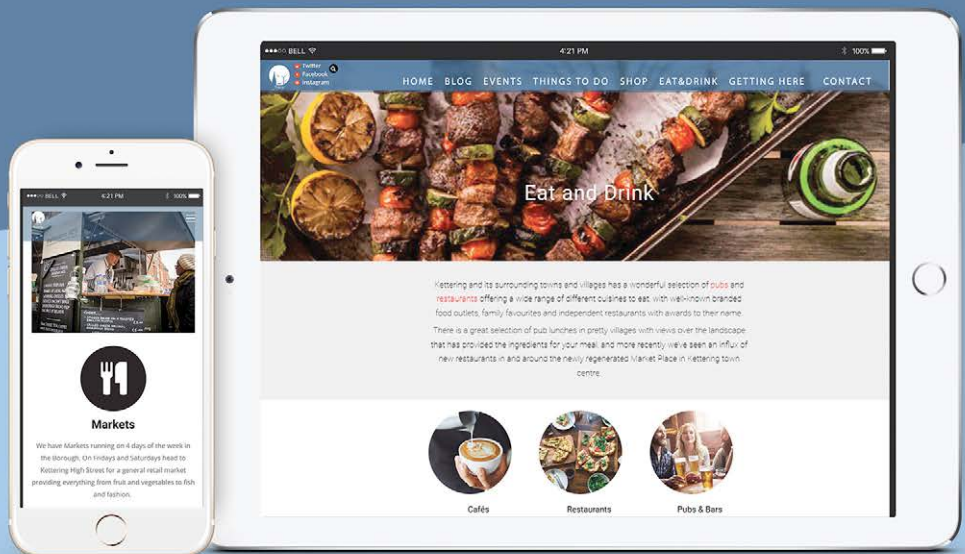 BELL
4:21 PM
100%
Twitter
Facebook
Instagram
HOME BLOG EVENTS THINGS TO DO SHOP EAT&DRINK GETTING HERE CONTACT
Eat and Drink
Kettering and its surrounding towns and villages has a wonderful selection of pubs and
restaurants offering a wide range of different cuisines to eat, with well-known branded
food outlets, family favourites and independent restaurants with awards to their name.
There is a great selection of pub lunches in pretty villages with views over the landscape
that has provided the ingredients for your meal, and more recently we've seen an influx of
new restaurants in and around the newly regenerated Market Place in Kettering town
centre.
Cafés
Restaurants
Pubs & Bars
BELL
4:21 PM
100%
Markets
We have Markets running on 4 days of the week in
the Borough. On Fridays and Saturdays head to
Kettering High Street for a general retail market
providing everything from fruit and vegetables to fish
and fashion.